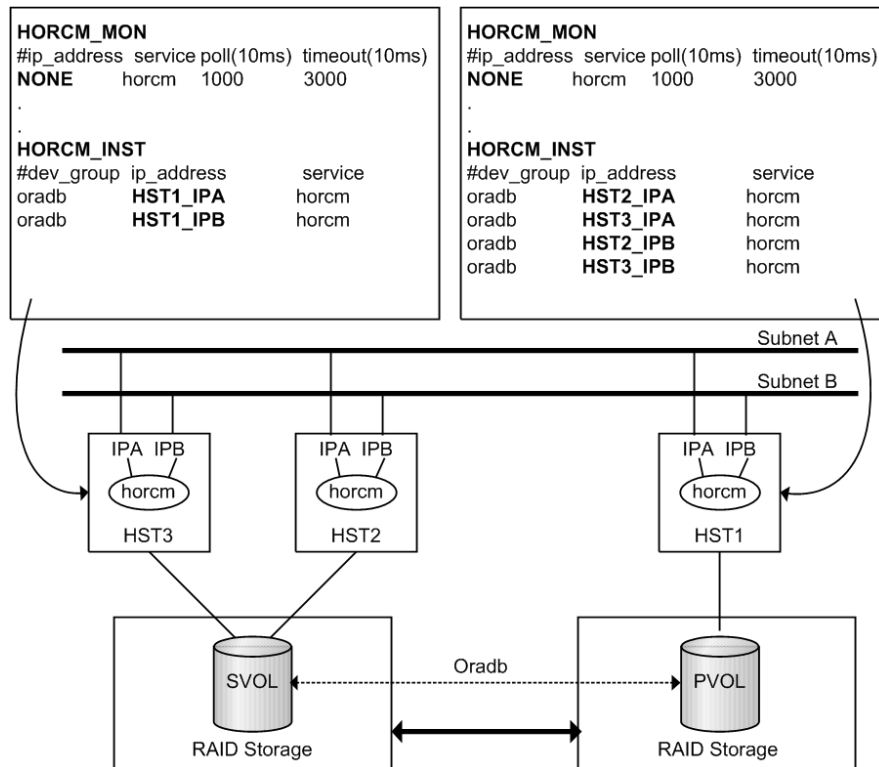 HORCM_MON
#ip_address service poll(10ms) timeout(10ms)
NONE horcm 1000 3000
.
.
HORCM_INST
#dev_group ip_address service
oradb HST1_IPA horcm
oradb HST1_IPB horcm
HORCM_MON
#ip_address service poll(10ms) timeout(10ms)
NONE horcm 1000 3000
.
.
HORCM_INST
#dev_group ip_address service
oradb HST2_IPA horcm
oradb HST3_IPA horcm
oradb HST2_IPB horcm
oradb HST3_IPB horcm
Subnet A
Subnet B
IPA IPB
horcm
HST3
IPA IPB
horcm
HST2
IPA IPB
horcm
HST1
SVOL
Oradb
PVOL
RAID Storage
RAID Storage